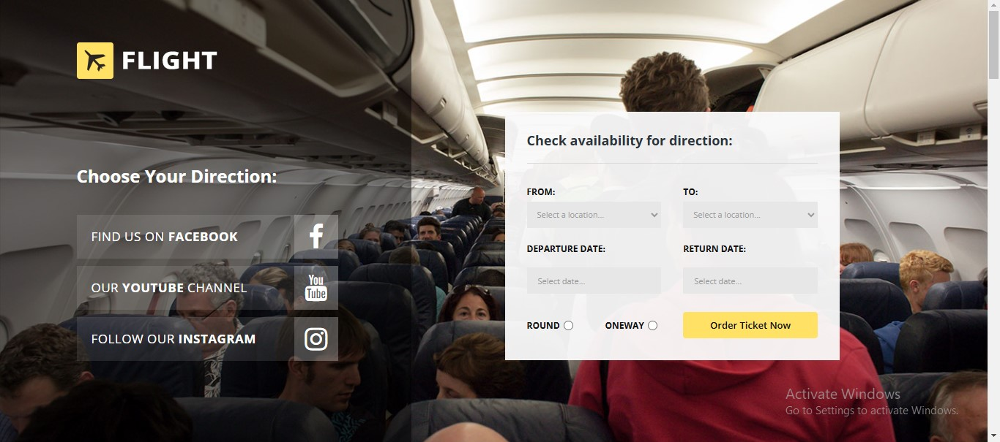 FLIGHT
Choose Your Direction:
FIND US ON FACEBOOK
OUR YOUTUBE CHANNEL
You
Tube
FOLLOW OUR INSTAGRAM
Check availability for direction:
FROM:
TO:
Select a location...
Select a location...
DEPARTURE DATE:
RETURN DATE:
Select date...
Select date...
ROUND
ONEWAY
Order Ticket Now
Activate Windows
Go to Settings to activate Windows.